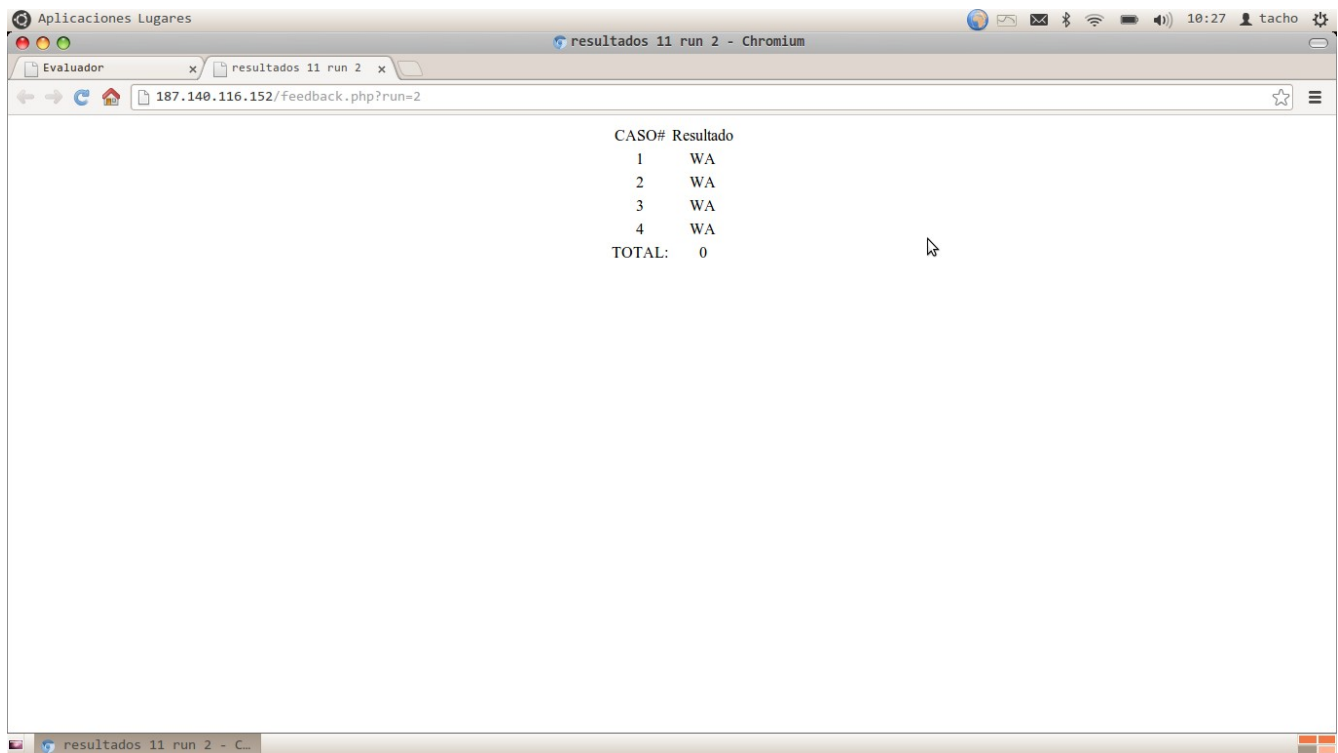 Aplicaciones Lugares 10:27 tacho
resultados 11 run 2 - Chromium
Evaluador resultados 11 run 2
187.140.116.152/feedback.php?run=2
CASO# Resultado
1 WA
2 WA
3 WA
4 WA
TOTAL: 0
resultados 11 run 2 - C…